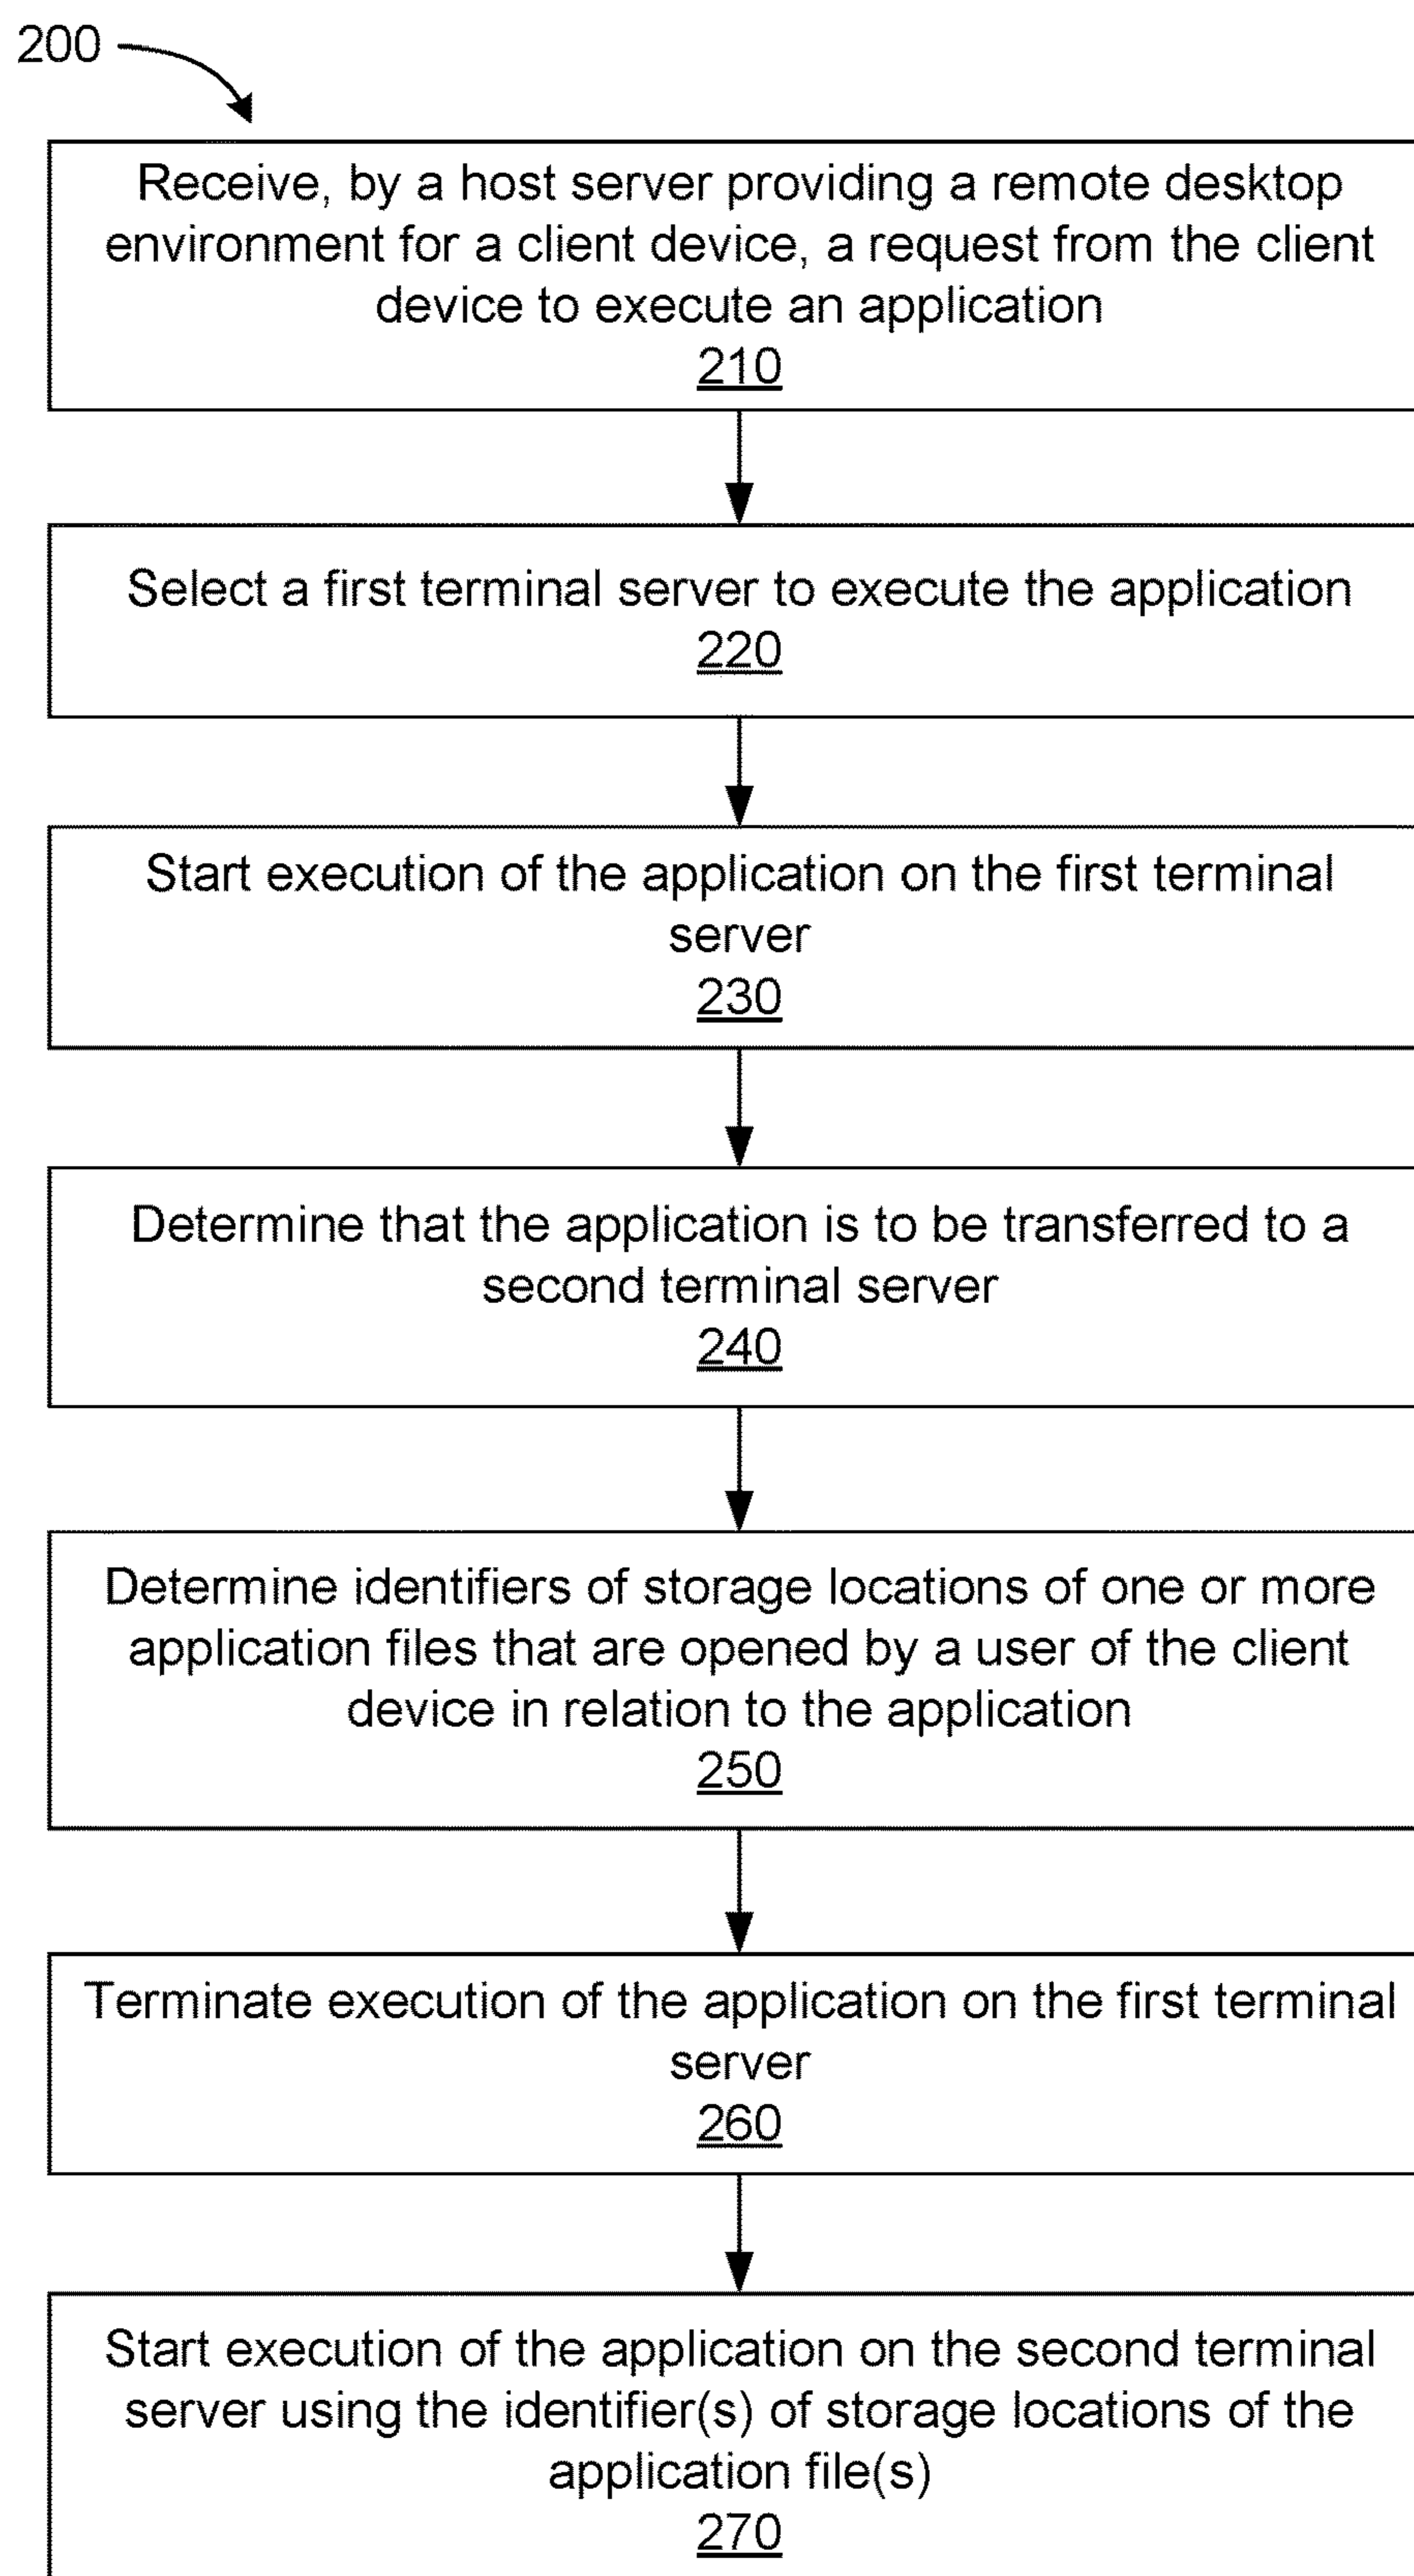 200
Receive, by a host server providing a remote desktop
environment for a client device, a request from the client
device to execute an application
210
Select a first terminal server to execute the application
220
Start execution of the application on the first terminal
server
230
Determine that the application is to be transferred to a
second terminal server
240
Determine identifiers of storage locations of one or more
application files that are opened by a user of the client
device in relation to the application
250
Terminate execution of the application on the first terminal
server
260
Start execution of the application on the second terminal
server using the identifier(s) of storage locations of the
application file(s)
270